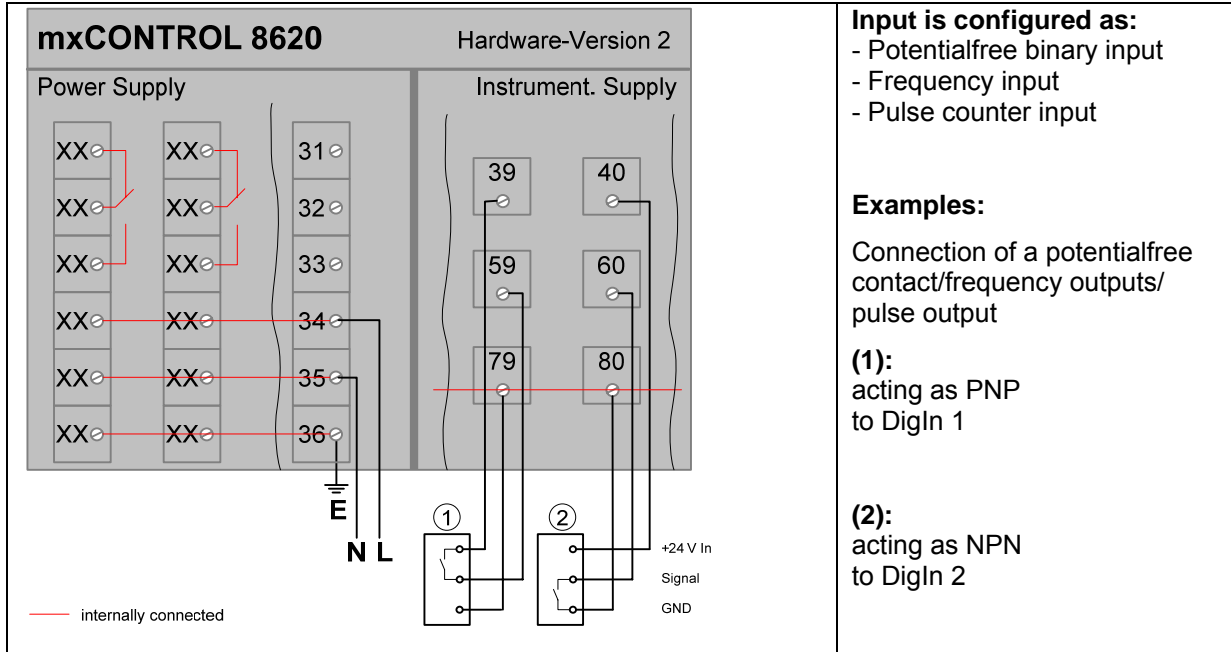 mxCONTROL 8620 Hardware-Version 2
Power Supply
Instrument. Supply
XX XX 31
XX XX 32
XX XX 33
XX XX 34
XX XX 35
XX XX 36
39 40
59 60
79 80
E
N L
1 2
+24 V In
Signal
GND
internally connected
Input is configured as:
- Potentialfree binary input
- Frequency input
- Pulse counter input
Examples:
Connection of a potentialfree
contact/frequency outputs/
pulse output
(1):
acting as PNP
to DigIn 1
(2):
acting as NPN
to DigIn 2